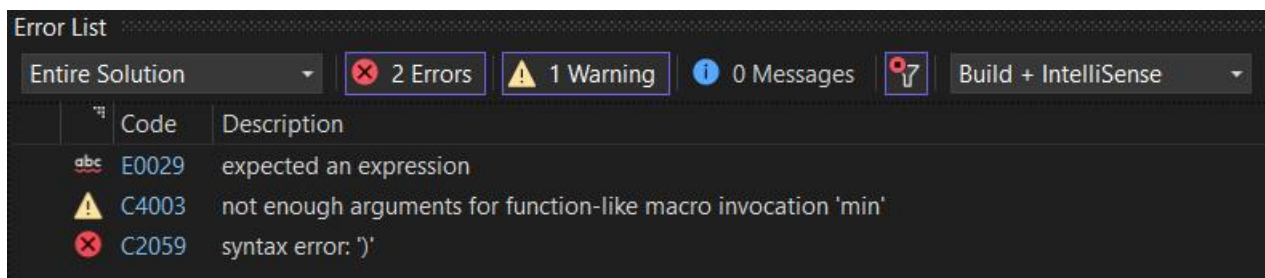 Error List
Entire Solution 2 Errors 1 Warning 0 Messages Build + IntelliSense
Code Description
abc E0029 expected an expression
C4003 not enough arguments for function-like macro invocation 'min'
C2059 syntax error: ')'